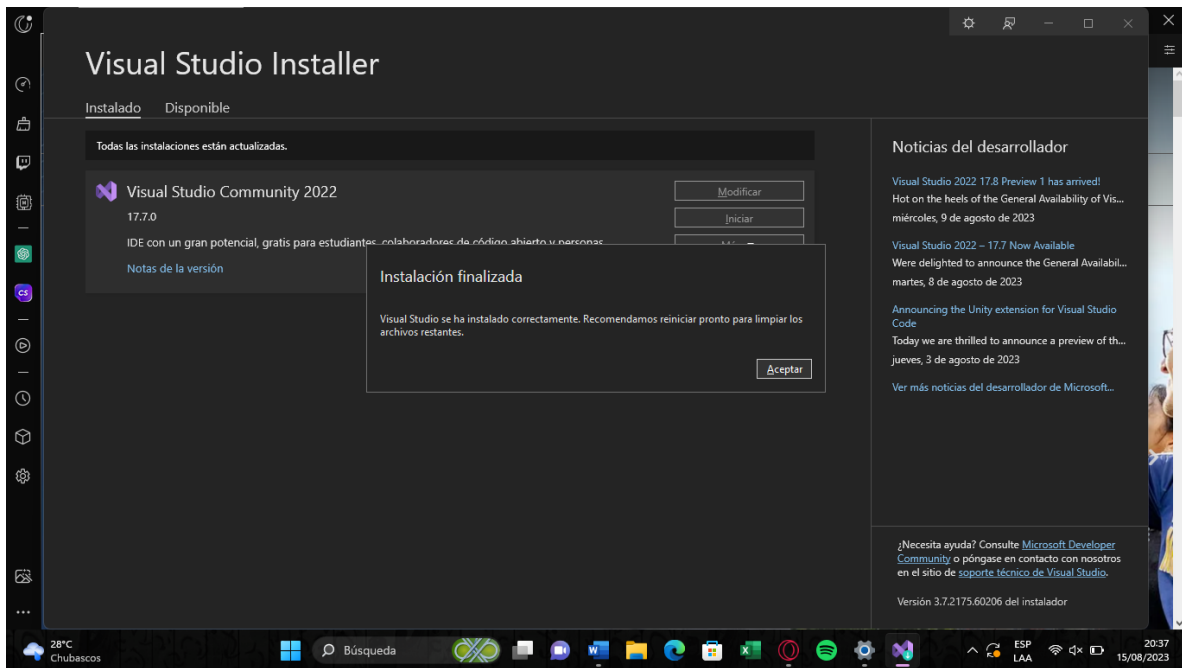 Visual Studio Installer
Instalado Disponible
Todas las instalaciones están actualizadas.
Visual Studio Community 2022
17.7.0
IDE con un gran potencial, gratis para estudiantes, colaboradores de código abierto y personas
Notas de la versión
Modificar
Iniciar
Instalación finalizada
Visual Studio se ha instalado correctamente. Recomendamos reiniciar pronto para limpiar los
archivos restantes.
Aceptar
Noticias del desarrollador
Visual Studio 2022 17.8 Preview 1 has arrived!
Hot on the heels of the General Availability of Vis...
miércoles, 9 de agosto de 2023
Visual Studio 2022 – 17.7 Now Available
Were delighted to announce the General Availabil...
martes, 8 de agosto de 2023
Announcing the Unity extension for Visual Studio
Code
Today we are thrilled to announce a preview of th...
jueves, 3 de agosto de 2023
Ver más noticias del desarrollador de Microsoft...
¿Necesita ayuda? Consulte Microsoft Developer
Community o póngase en contacto con nosotros
en el sitio de soporte técnico de Visual Studio.
Versión 3.7.2175.60206 del instalador
CS
28°C
Chubascos
Búsqueda
ESP
LAA
20:37
15/08/2023